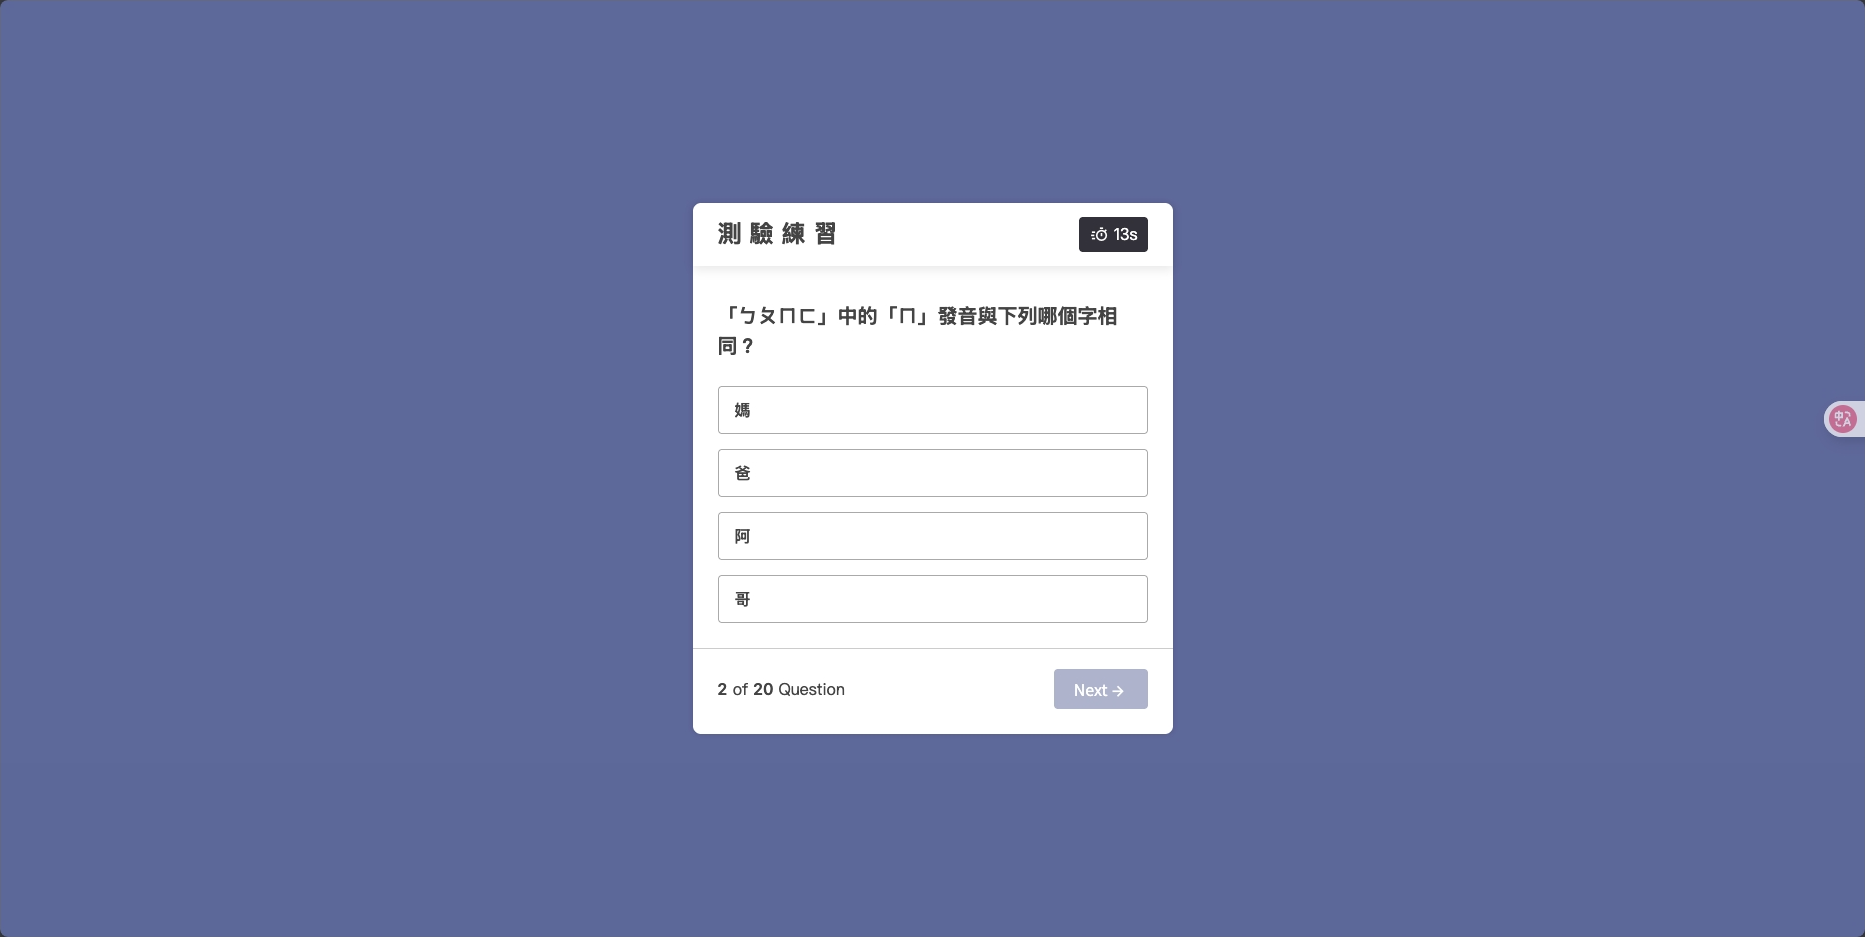 測驗練習
13s
「ㄅㄆㄇㄈ」中的「ㄇ」發音與下列哪個字相
同？
媽
爸
阿
哥
2 of 20 Question
Next →